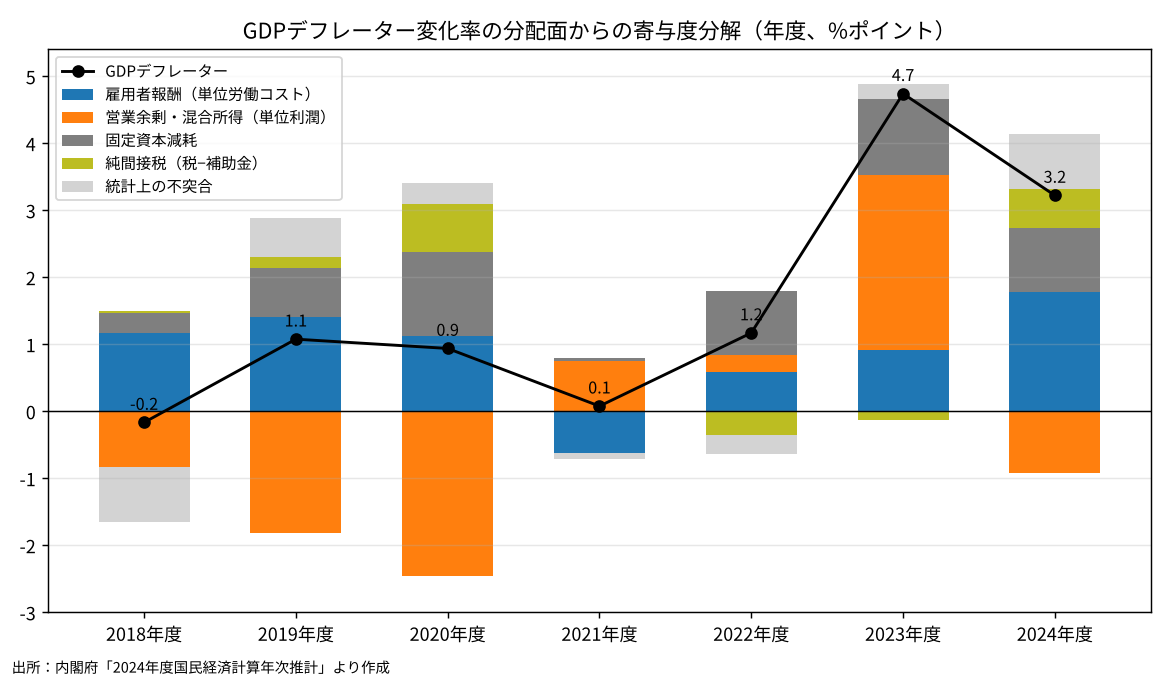 GDPデフレーター変化率の分配面からの寄与度分解（年度、%ポイント）
GDPデフレーター
雇用者報酬（単位労働コスト）
営業余剰・混合所得（単位利潤）
固定資本減耗
純間接税（税−補助金）
統計上の不突合
5
4
3
2
1
0
-1
-2
-3
-0.2
1.1
0.9
0.1
1.2
4.7
3.2
2018年度
2019年度
2020年度
2021年度
2022年度
2023年度
2024年度
出所：内閣府「2024年度国民経済計算年次推計」より作成